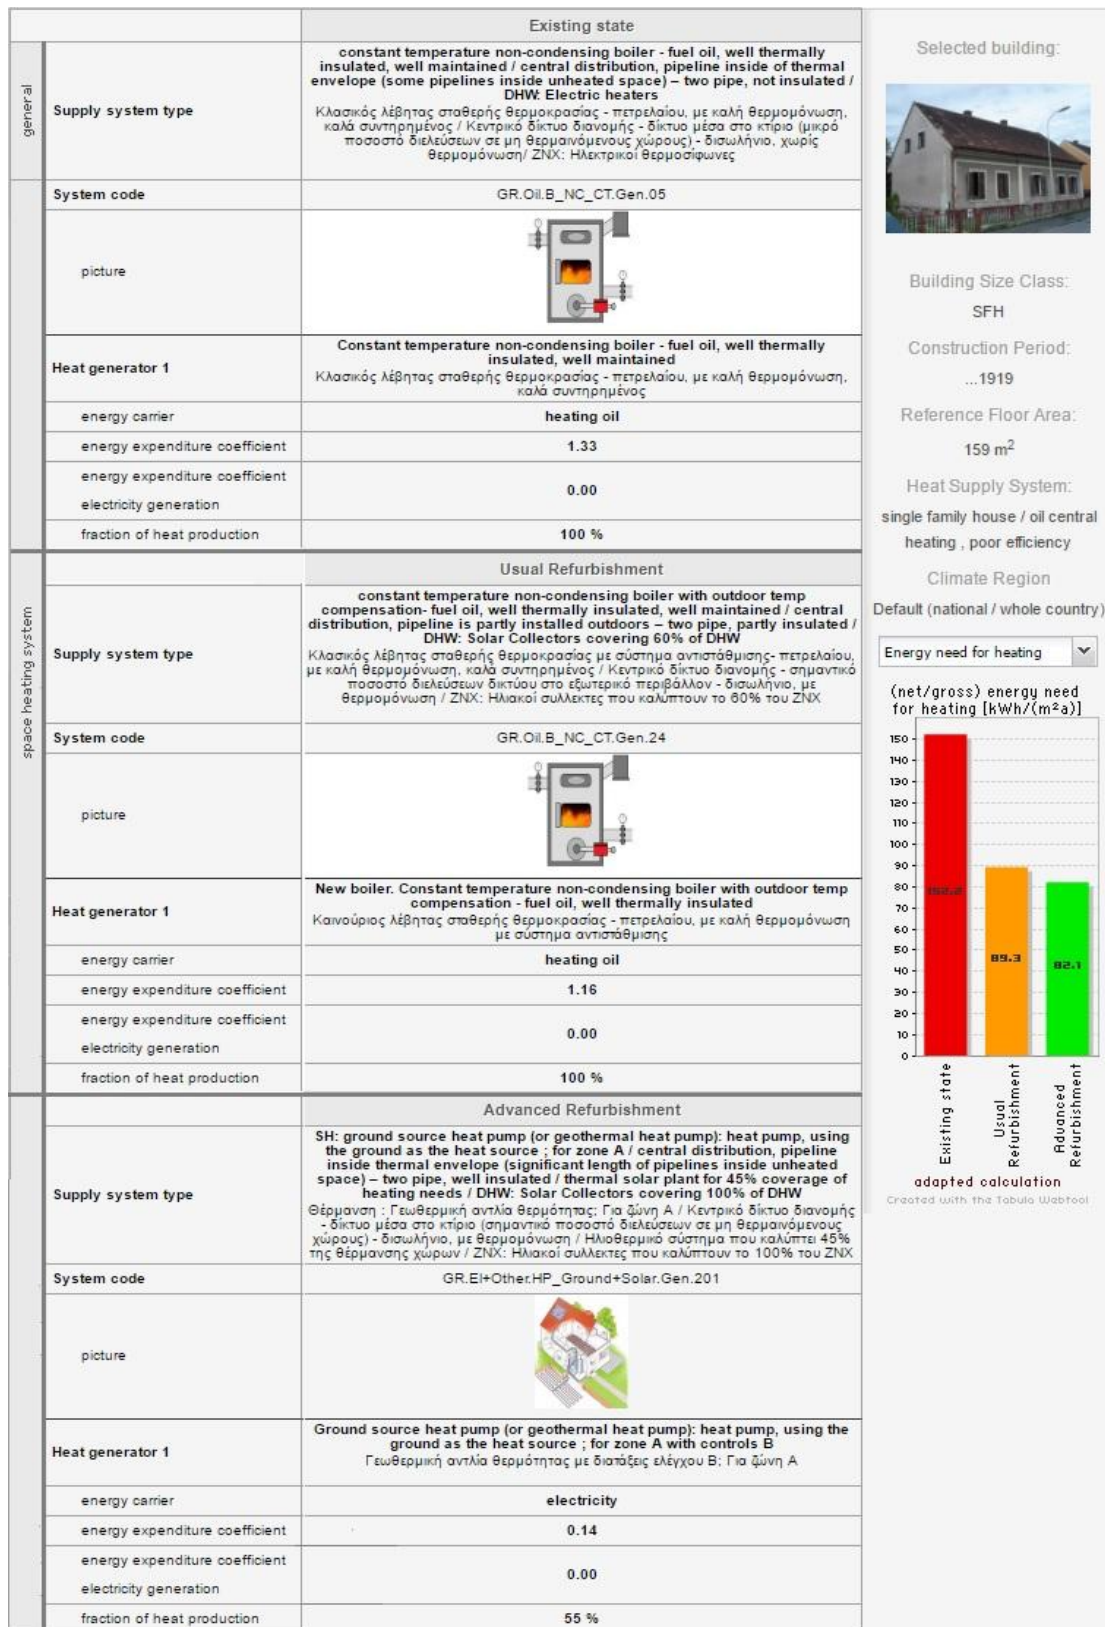 Existing state
general
Supply system type
constant temperature non-condensing boiler - fuel oil, well thermally
insulated, well maintained / central distribution, pipeline inside of thermal
envelope (some pipelines inside unheated space) – two pipe, not insulated /
DHW: Electric heaters
Κλασικός λέβητας σταθερής θερμοκρασίας - πετρελαίου, με καλή θερμομόνωση,
καλά συντηρημένος / Κεντρικό δίκτυο διανομής - δίκτυο μέσα στο κτίριο (μικρό
ποσοστό διελεύσεων σε μη θερμαινόμενους χώρους) - δισωλήνιο, χωρίς
θερμομόνωση/ ΖΝΧ: Ηλεκτρικοί θερμοσίφωνες
System code
GR.Oil.B_NC_CT.Gen.05
picture
Heat generator 1
Constant temperature non-condensing boiler - fuel oil, well thermally
insulated, well maintained
Κλασικός λέβητας σταθερής θερμοκρασίας - πετρελαίου, με καλή θερμομόνωση,
καλά συντηρημένος
energy carrier
heating oil
energy expenditure coefficient
1.33
energy expenditure coefficient
electricity generation
0.00
fraction of heat production
100 %
space heating system
Usual Refurbishment
Supply system type
constant temperature non-condensing boiler with outdoor temp
compensation- fuel oil, well thermally insulated, well maintained / central
distribution, pipeline is partly installed outdoors – two pipe, partly insulated /
DHW: Solar Collectors covering 60% of DHW
Κλασικός λέβητας σταθερής θερμοκρασίας με σύστημα αντιστάθμισης- πετρελαίου,
με καλή θερμομόνωση, καλά συντηρημένος / Κεντρικό δίκτυο διανομής - σημαντικό
ποσοστό διελεύσεων δικτύου στο εξωτερικό περιβάλλον - δισωλήνιο, με
θερμομόνωση / ΖΝΧ: Ηλιακοί συλλεκτες που καλύπτουν το 60% του ΖΝΧ
System code
GR.Oil.B_NC_CT.Gen.24
picture
Heat generator 1
New boiler. Constant temperature non-condensing boiler with outdoor temp
compensation - fuel oil, well thermally insulated
Καινούριος λέβητας σταθερής θερμοκρασίας - πετρελαίου, με καλή θερμομόνωση
με σύστημα αντιστάθμισης
energy carrier
heating oil
energy expenditure coefficient
1.16
energy expenditure coefficient
electricity generation
0.00
fraction of heat production
100 %
Advanced Refurbishment
Supply system type
SH: ground source heat pump (or geothermal heat pump): heat pump, using
the ground as the heat source ; for zone A / central distribution, pipeline
inside thermal envelope (significant length of pipelines inside unheated
space) – two pipe, well insulated / thermal solar plant for 45% coverage of
heating needs / DHW: Solar Collectors covering 100% of DHW
Θέρμανση : Γεωθερμική αντλία θερμότητας; Για ζώνη Α / Κεντρικό δίκτυο διανομής
- δίκτυο μέσα στο κτίριο (σημαντικό ποσοστό διελεύσεων σε μη θερμαινόμενους
χώρους) - δισωλήνιο, με θερμομόνωση / Ηλιοθερμικό σύστημα που καλύπτει 45%
της θέρμανσης χώρων / ΖΝΧ: Ηλιακοί συλλεκτες που καλύπτουν το 100% του ΖΝΧ
System code
GR.El+Other.HP_Ground+Solar.Gen.201
picture
Heat generator 1
Ground source heat pump (or geothermal heat pump): heat pump, using the
ground as the heat source ; for zone A with controls B
Γεωθερμική αντλία θερμότητας με διατάξεις ελέγχου Β; Για ζώνη Α
energy carrier
electricity
energy expenditure coefficient
0.14
energy expenditure coefficient
electricity generation
0.00
fraction of heat production
55 %
Selected building:
Building Size Class:
SFH
Construction Period:
...1919
Reference Floor Area:
159 m²
Heat Supply System:
single family house / oil central
heating , poor efficiency
Climate Region
Default (national / whole country)
Energy need for heating
(net/gross) energy need
for heating [kWh/(m²a)]
150
140
130
120
110
100
90
80
70
60
50
40
30
20
10
0
152.2
89.3
82.1
Existing state
Usual
Refurbishment
Advanced
Refurbishment
adapted calculation
Created with the Tabula Webtool